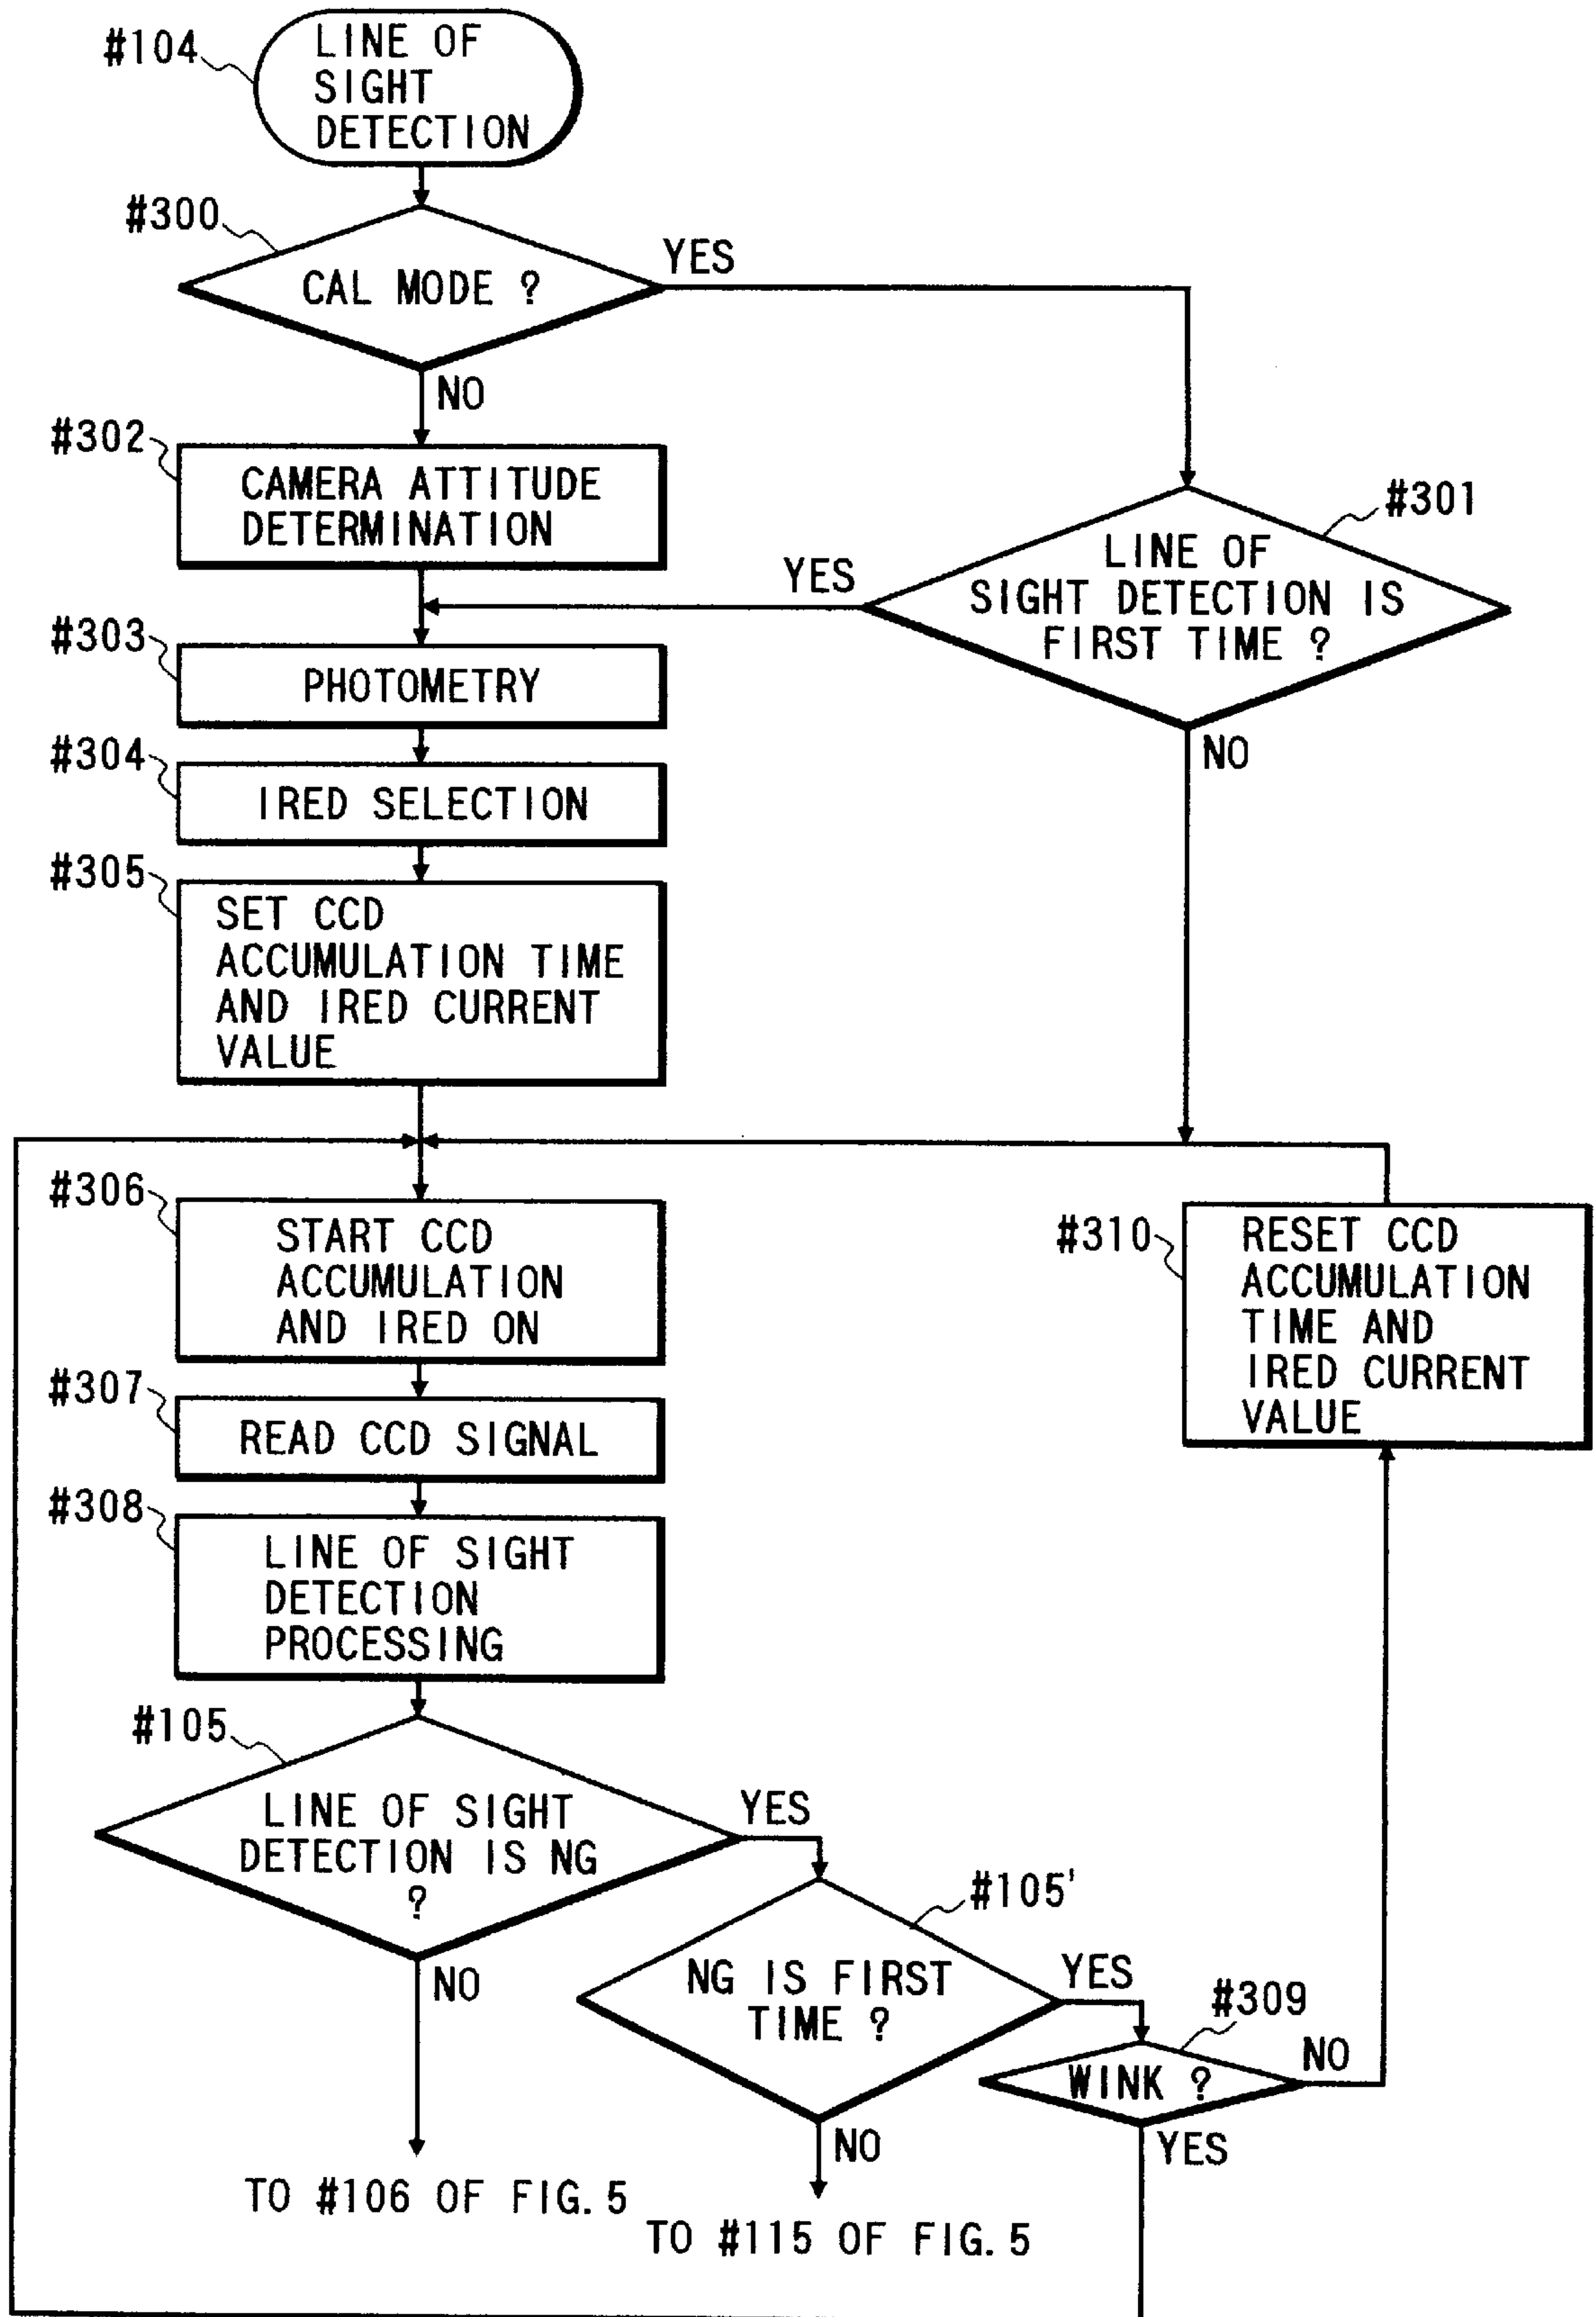 #104
LINE OF
SIGHT
DETECTION
#300
CAL MODE ?
YES
NO
#302
CAMERA ATTITUDE
DETERMINATION
#301
LINE OF
SIGHT DETECTION IS
FIRST TIME ?
YES
NO
#303
PHOTOMETRY
#304
IRED SELECTION
#305
SET CCD
ACCUMULATION TIME
AND IRED CURRENT
VALUE
#306
START CCD
ACCUMULATION
AND IRED ON
#310
RESET CCD
ACCUMULATION
TIME AND
IRED CURRENT
VALUE
#307
READ CCD SIGNAL
#308
LINE OF SIGHT
DETECTION
PROCESSING
#105
LINE OF SIGHT
DETECTION IS NG
?
YES
NO
#105'
NG IS FIRST
TIME ?
YES
NO
#309
WINK ?
NO
YES
TO #106 OF FIG. 5
TO #115 OF FIG. 5